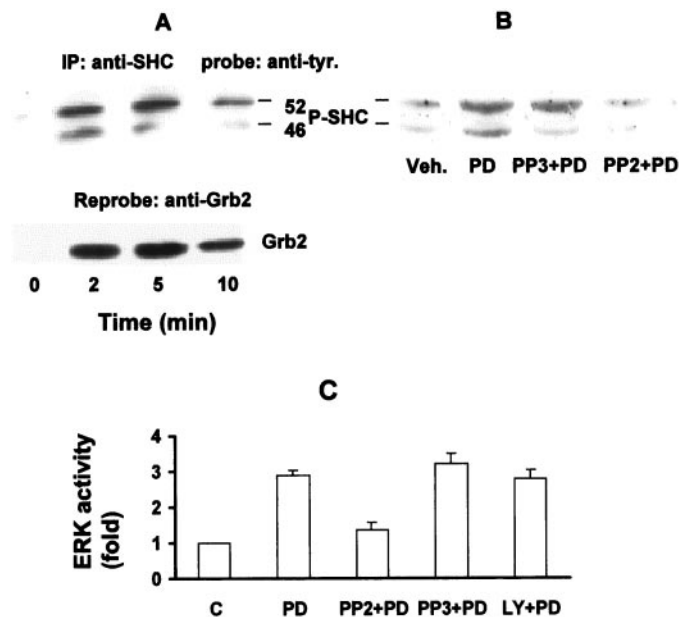 A
B
IP: anti-SHC probe: anti-tyr.
52
P-SHC
46
Veh. PD PP3+PD PP2+PD
Reprobe: anti-Grb2
Grb2
0 2 5 10
Time (min)
C
ERK activity
(fold)
4
3
2
1
0
C PD PP2+PD PP3+PD LY+PD